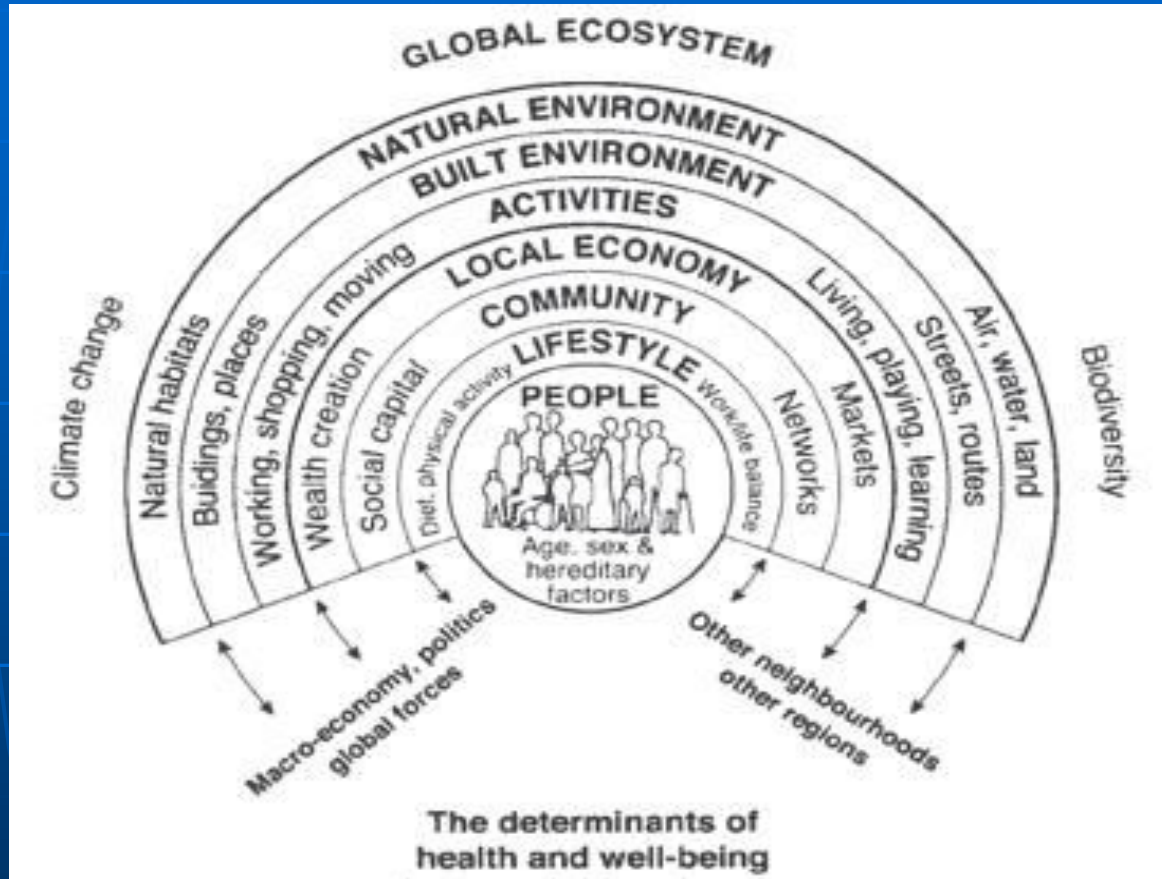 GLOBAL ECOSYSTEM
NATURAL ENVIRONMENT
BUILT ENVIRONMENT
ACTIVITIES
LOCAL ECONOMY
COMMUNITY
LIFESTYLE
PEOPLE
Age, sex &
hereditary
factors
Climate change
Natural habitats
Buidings, places
Working, shopping, moving
Wealth creation
Social capital
Diet, physical activity
Work/life balance
Networks
Markets
Living, playing, learning
Streets, routes
Air, water, land
Biodiversity
Macro-economy, politics
global forces
Other neighbourhoods
other regions
The determinants of
health and well-being